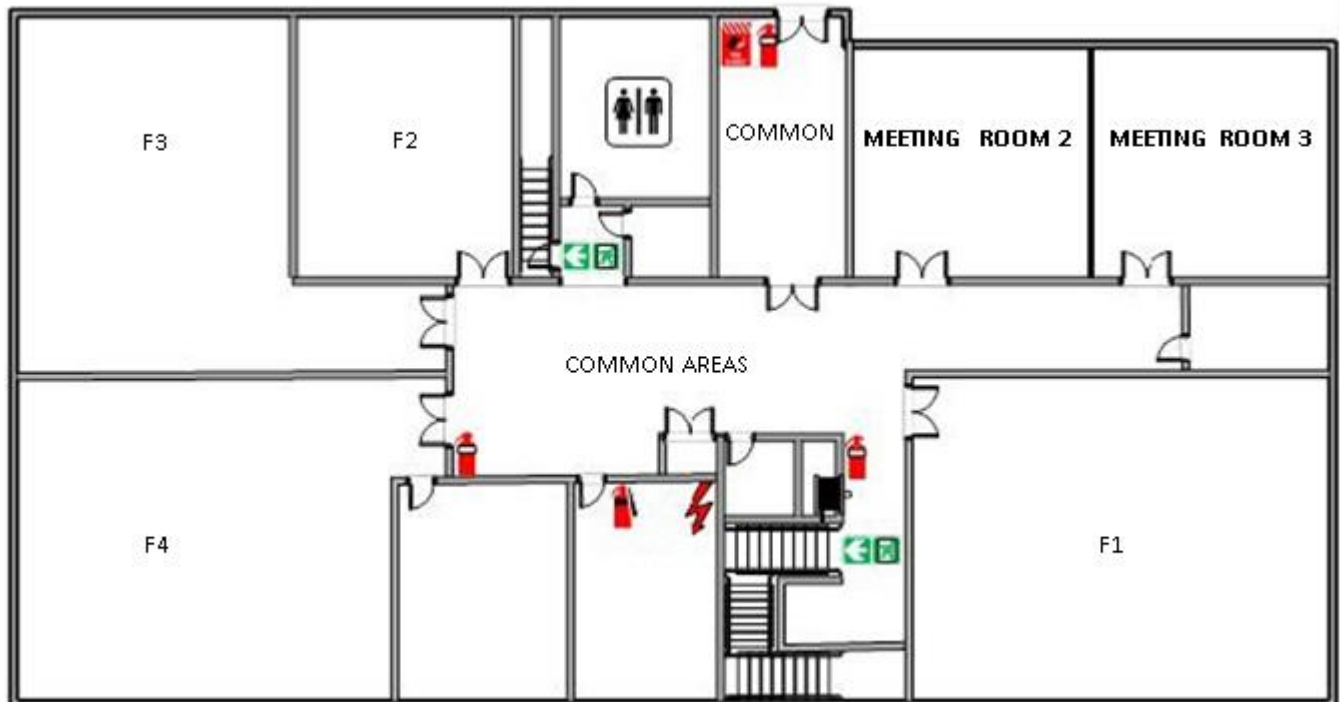 F3
F2
COMMON
MEETING ROOM 2
MEETING ROOM 3
COMMON AREAS
F4
F1